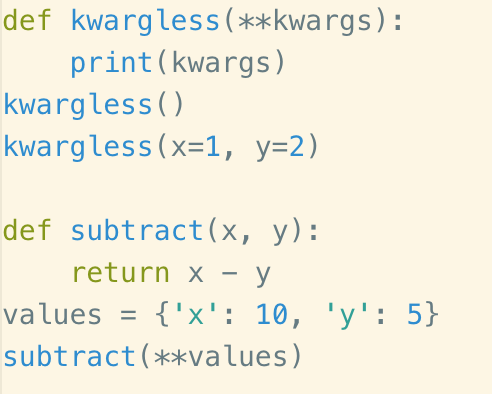 def kwargless(**kwargs):
    print(kwargs)
kwargless()
kwargless(x=1, y=2)

def subtract(x, y):
    return x - y
values = {'x': 10, 'y': 5}
subtract(**values)